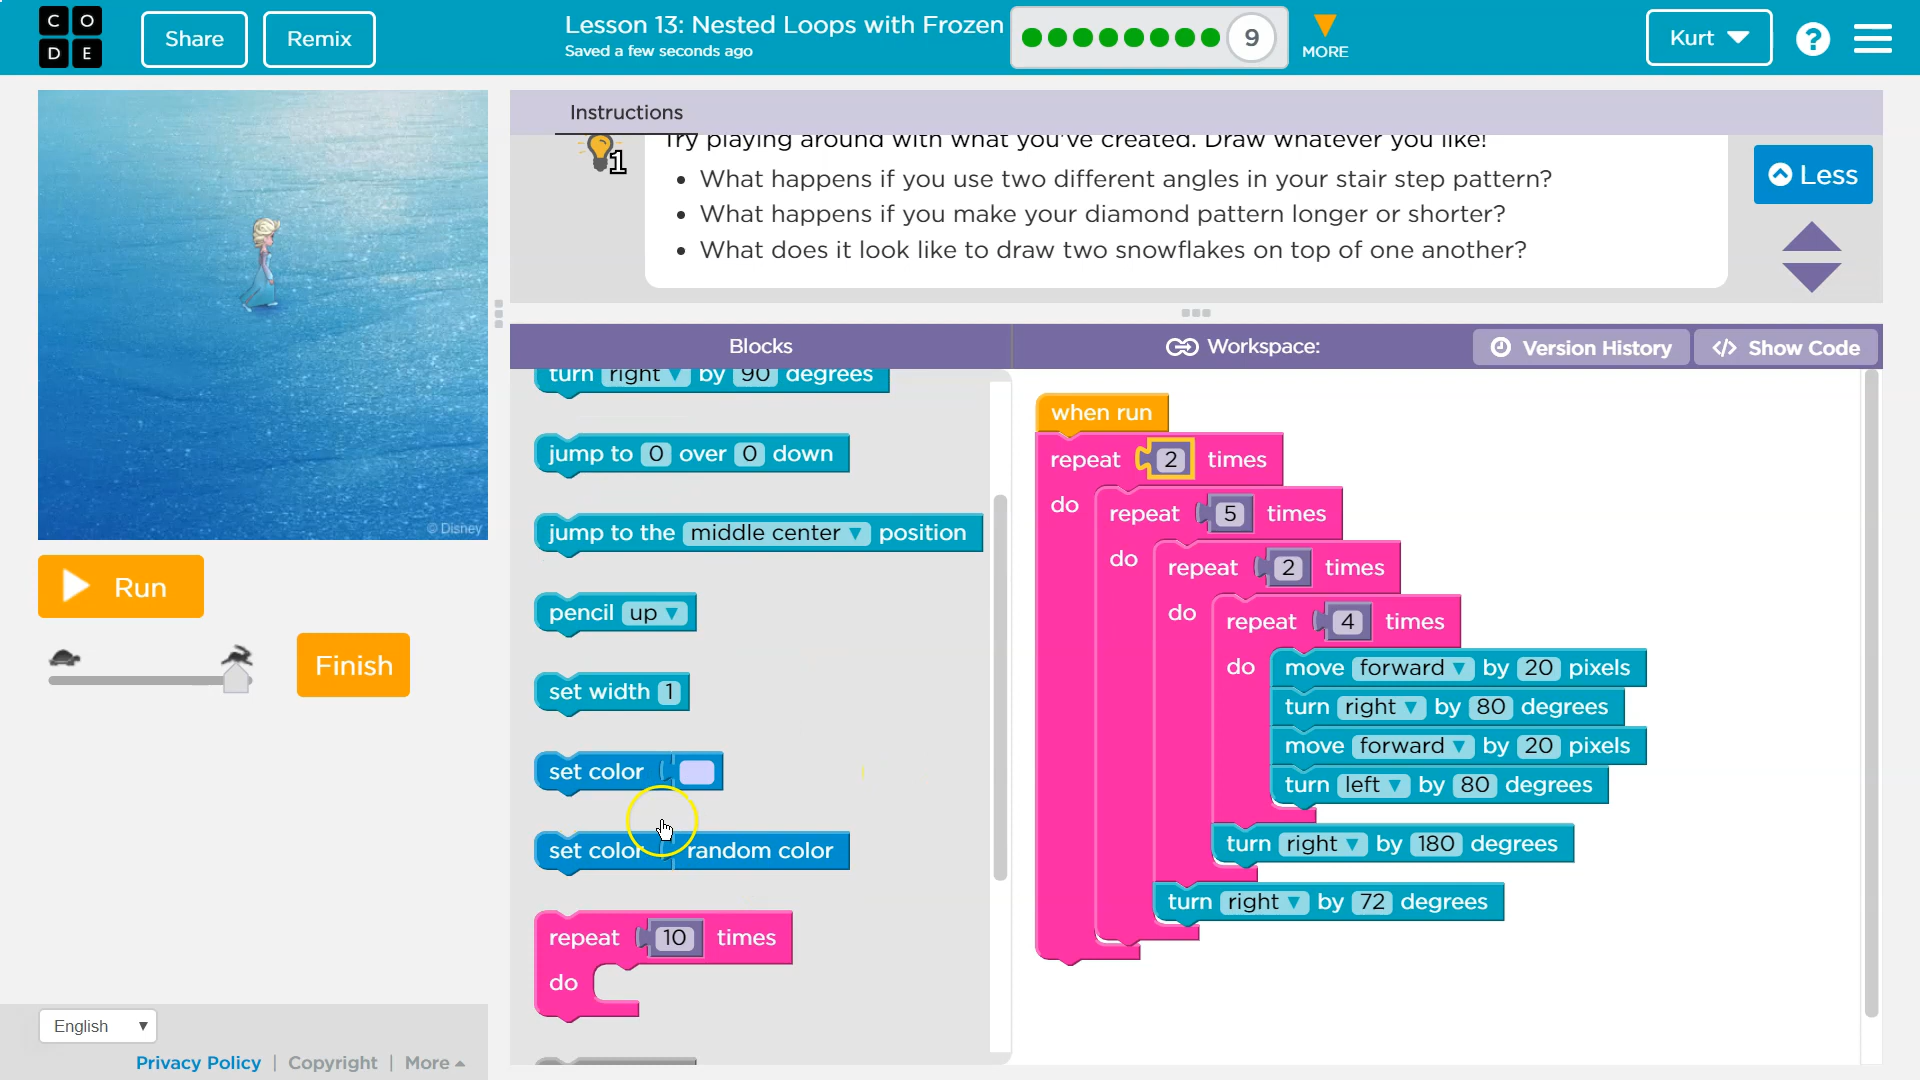 C O
D E
Share
Remix
Lesson 13: Nested Loops with Frozen
Saved a few seconds ago
9
MORE
Kurt
?
Instructions
1
Try playing around with what you've created. Draw whatever you like!
• What happens if you use two different angles in your stair step pattern?
• What happens if you make your diamond pattern longer or shorter?
• What does it look like to draw two snowflakes on top of one another?
Less
© Disney
Run
Finish
Blocks
Workspace:
Version History
</> Show Code
turn right by 90 degrees
jump to 0 over 0 down
jump to the middle center position
pencil up
set width 1
set color
set color random color
repeat 10 times
do
when run
repeat 2 times
do
repeat 5 times
do
repeat 2 times
do
repeat 4 times
do
move forward by 20 pixels
turn right by 80 degrees
move forward by 20 pixels
turn left by 80 degrees
turn right by 180 degrees
turn right by 72 degrees
English
Privacy Policy | Copyright | More